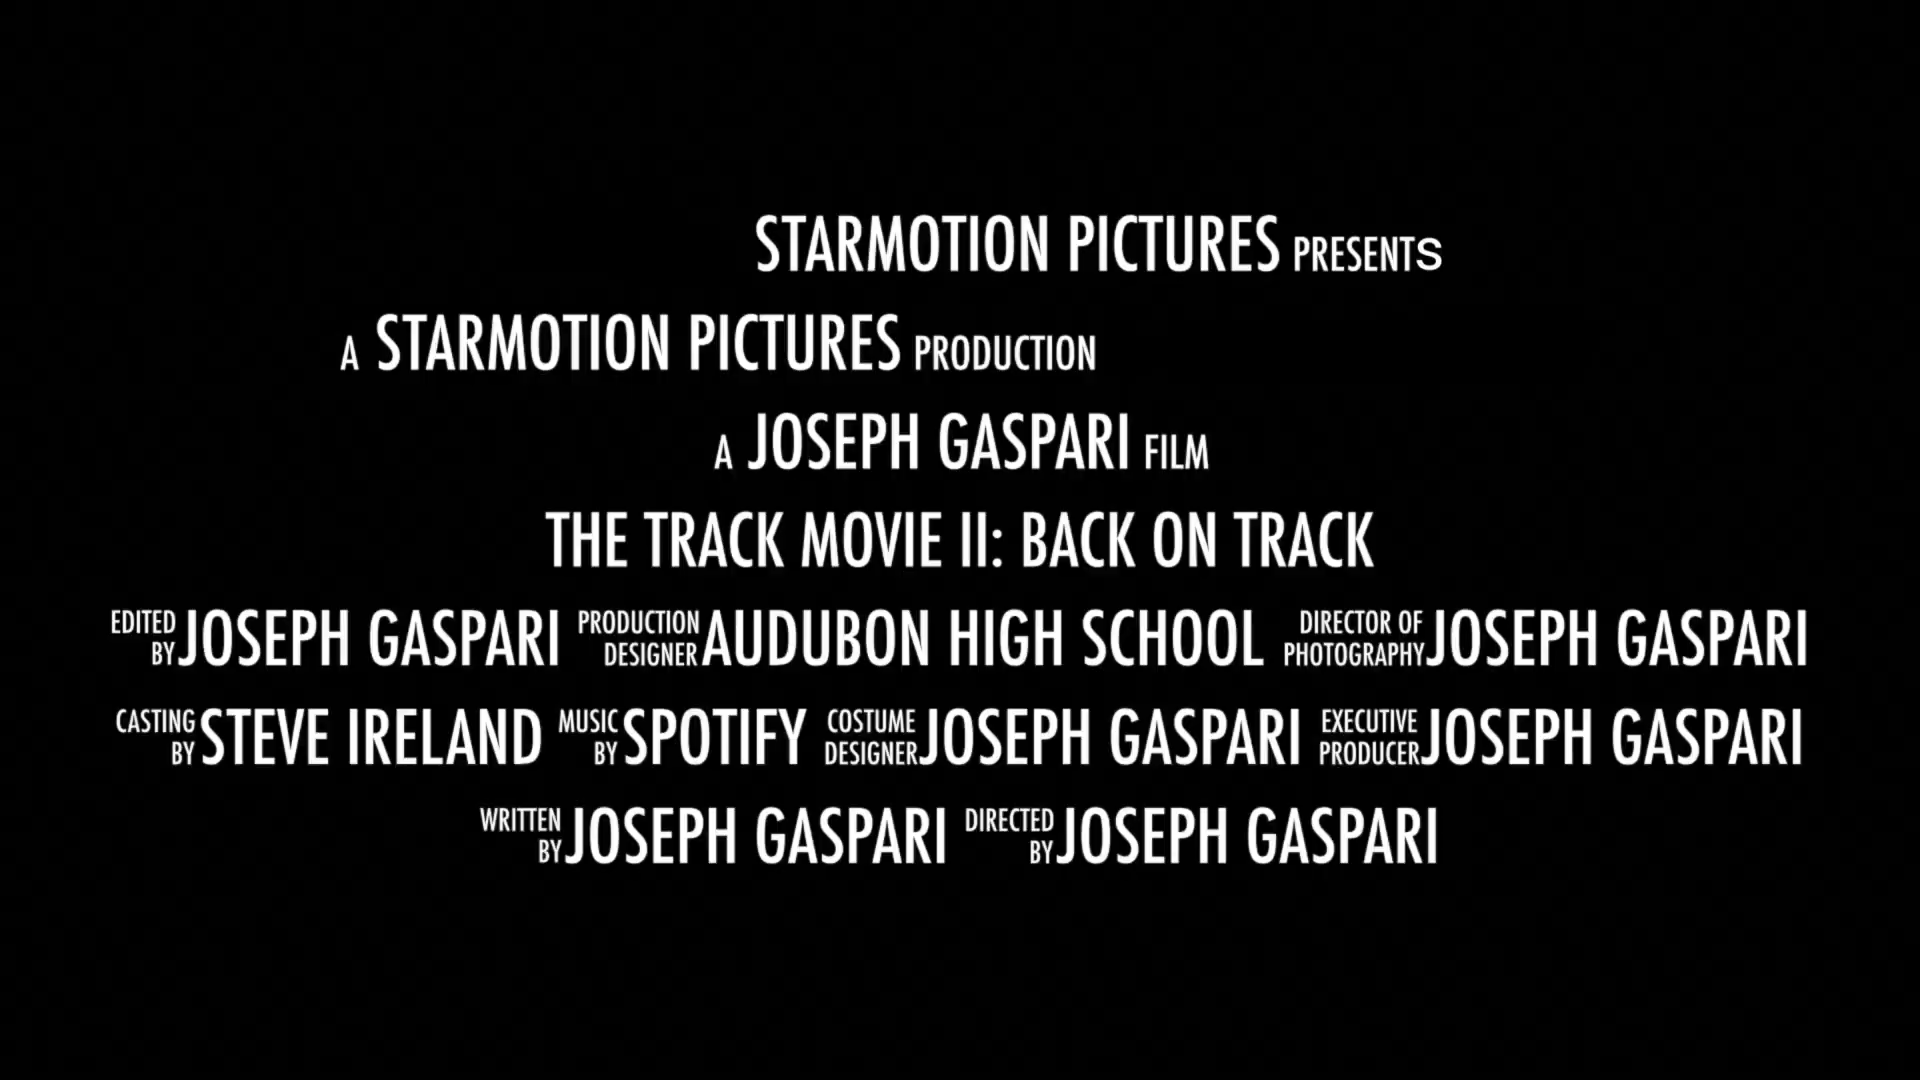 STARMOTION PICTURES PRESENTS
A STARMOTION PICTURES PRODUCTION
A JOSEPH GASPARI FILM
THE TRACK MOVIE II: BACK ON TRACK
EDITED BY JOSEPH GASPARI PRODUCTION DESIGNER AUDUBON HIGH SCHOOL DIRECTOR OF PHOTOGRAPHY JOSEPH GASPARI
CASTING BY STEVE IRELAND MUSIC BY SPOTIFY COSTUME DESIGNER JOSEPH GASPARI EXECUTIVE PRODUCER JOSEPH GASPARI
WRITTEN BY JOSEPH GASPARI DIRECTED BY JOSEPH GASPARI